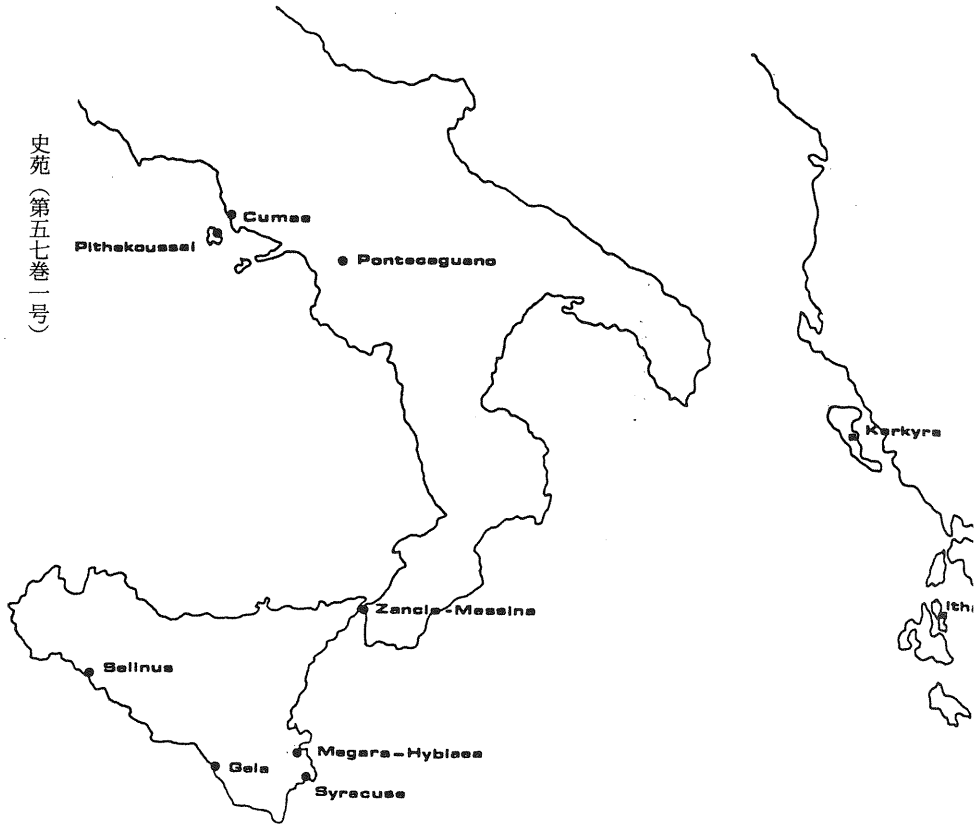 史苑（第五七巻一号）
Cumae
Pithekoussai
Pontecagnano
Kerkyra
Zancle-Messina
Itha
Selinus
Megara-Hyblaea
Gela
Syracuse